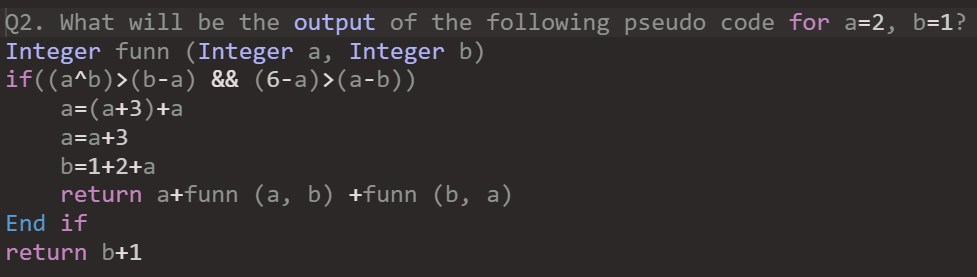 Q2. What will be the output of the following pseudo code for a=2, b=1?
Integer funn (Integer a, Integer b)
if((a^b)>(b-a) && (6-a)>(a-b))
a=(a+3)+a
a=a+3
b=1+2+a
return a+funn (a, b) +funn (b, a)
End if
return b+1